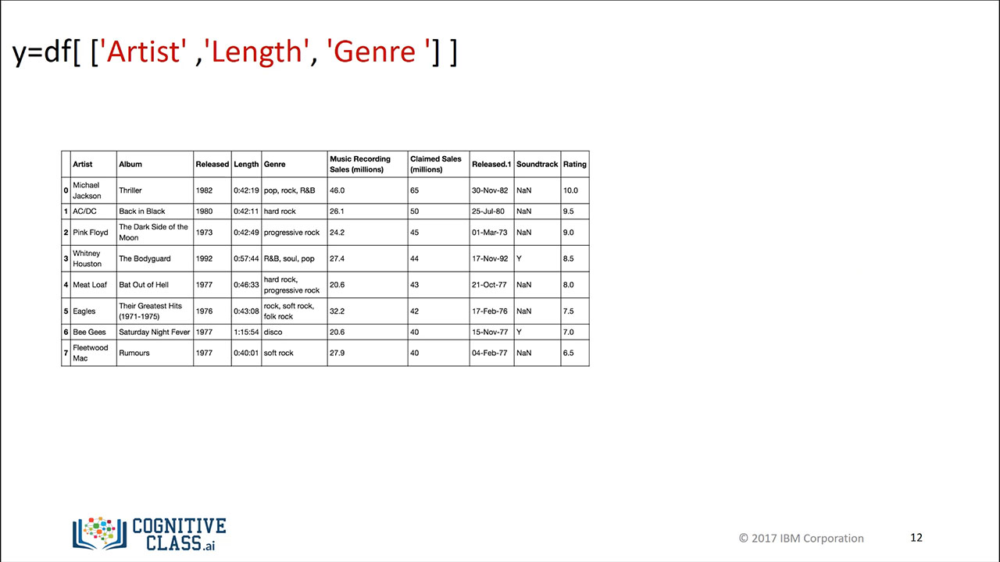 y=df[ ['Artist' ,'Length', 'Genre '] ]
Artist Album Released Length Genre Music Recording Sales (millions) Claimed Sales (millions) Released.1 Soundtrack Rating
0 Michael Jackson Thriller 1982 0:42:19 pop, rock, R&B 46.0 65 30-Nov-82 NaN 10.0
1 AC/DC Back in Black 1980 0:42:11 hard rock 26.1 50 25-Jul-80 NaN 9.5
2 Pink Floyd The Dark Side of the Moon 1973 0:42:49 progressive rock 24.2 45 01-Mar-73 NaN 9.0
3 Whitney Houston The Bodyguard 1992 0:57:44 R&B, soul, pop 27.4 44 17-Nov-92 Y 8.5
4 Meat Loaf Bat Out of Hell 1977 0:46:33 hard rock, progressive rock 20.6 43 21-Oct-77 NaN 8.0
5 Eagles Their Greatest Hits (1971-1975) 1976 0:43:08 rock, soft rock, folk rock 32.2 42 17-Feb-76 NaN 7.5
6 Bee Gees Saturday Night Fever 1977 1:15:54 disco 20.6 40 15-Nov-77 Y 7.0
7 Fleetwood Mac Rumours 1977 0:40:01 soft rock 27.9 40 04-Feb-77 NaN 6.5
COGNITIVE
CLASS.ai
© 2017 IBM Corporation 12